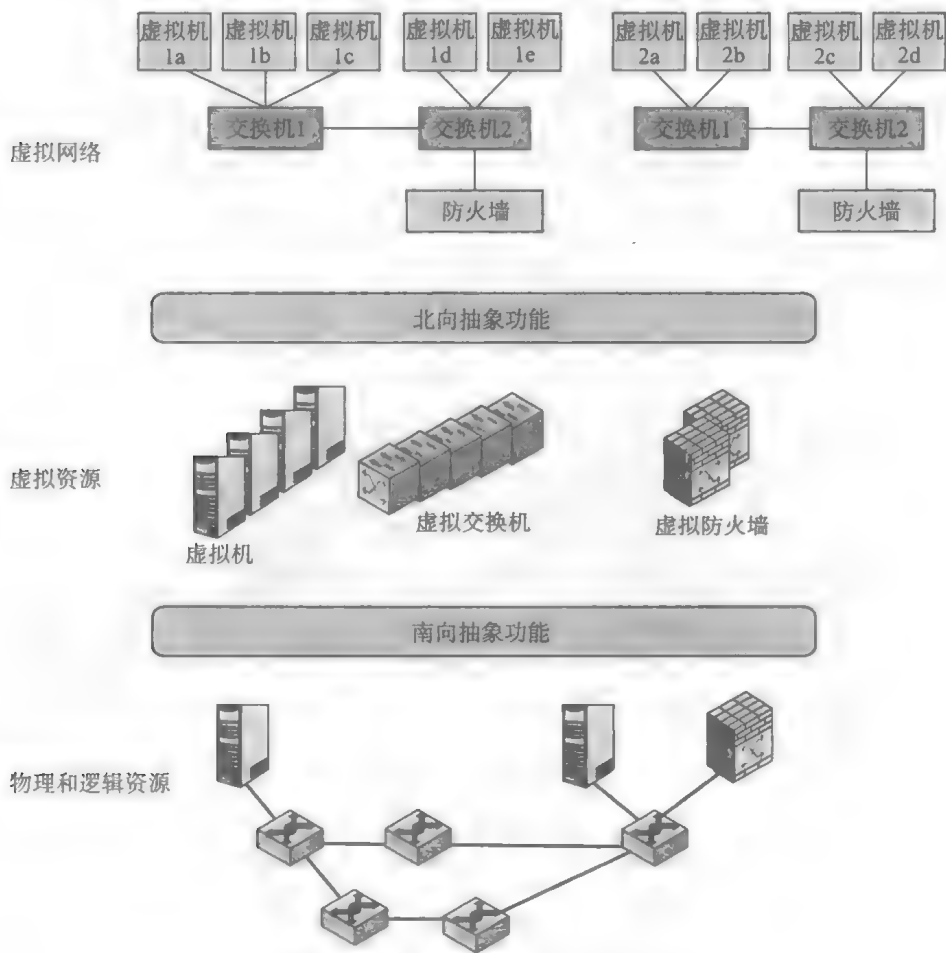 虚拟机 虚拟机 虚拟机 虚拟机 虚拟机 虚拟机 虚拟机 虚拟机 虚拟机
1a 1b 1c 1d 1e 2a 2b 2c 2d
交换机1 交换机2 交换机1 交换机2
虚拟网络
防火墙 防火墙
北向抽象功能
虚拟资源
虚拟交换机 虚拟防火墙
虚拟机
南向抽象功能
物理和逻辑资源